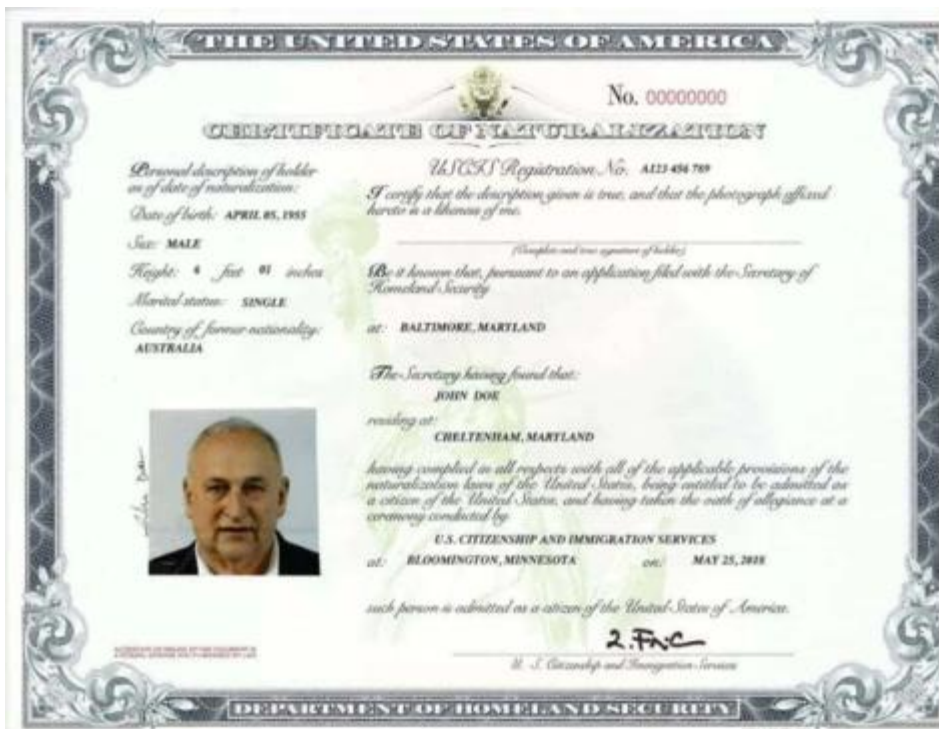 THE UNITED STATES OF AMERICA
No. 00000000
CERTIFICATE OF NATURALIZATION
Personal description of holder
as of date of naturalization:
Date of birth: APRIL 05, 1955
Sex: MALE
Height: 6 feet 01 inches
Marital status: SINGLE
Country of former nationality:
AUSTRALIA
USCIS Registration No. A123 456 789
I certify that the description given is true, and that the photograph affixed
hereto is a likeness of me.
(Complete and true signature of holder)
Be it known that, pursuant to an application filed with the Secretary of
Homeland Security
at: BALTIMORE, MARYLAND
The Secretary having found that:
JOHN DOE
residing at:
CHELTENHAM, MARYLAND
having complied in all respects with all of the applicable provisions of the
naturalization laws of the United States, being entitled to be admitted as
a citizen of the United States, and having taken the oath of allegiance at a
ceremony conducted by
U.S. CITIZENSHIP AND IMMIGRATION SERVICES
at: BLOOMINGTON, MINNESOTA on: MAY 25, 2018
such person is admitted as a citizen of the United States of America.
U. S. Citizenship and Immigration Services
DEPARTMENT OF HOMELAND SECURITY